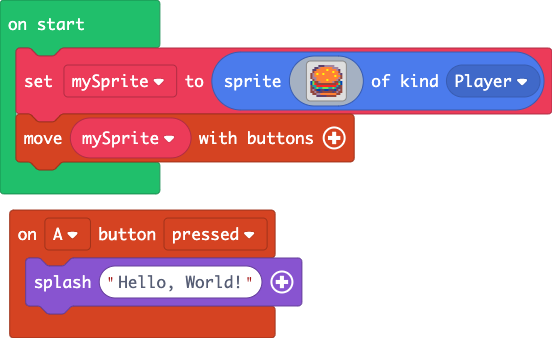 on start
set mySprite to sprite of kind Player
move mySprite with buttons
on A button pressed
splash "Hello, World!"